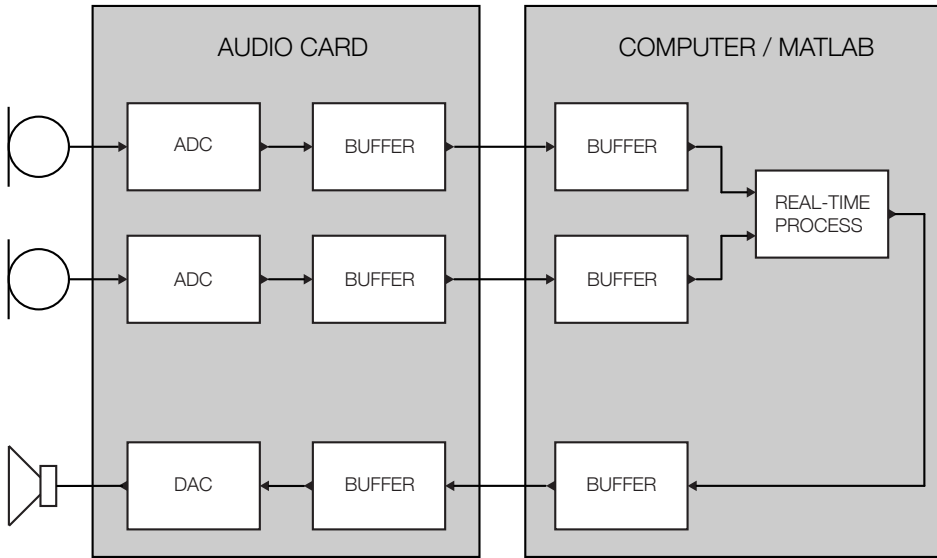 AUDIO CARD
COMPUTER / MATLAB
ADC
BUFFER
BUFFER
REAL-TIME
PROCESS
ADC
BUFFER
BUFFER
DAC
BUFFER
BUFFER